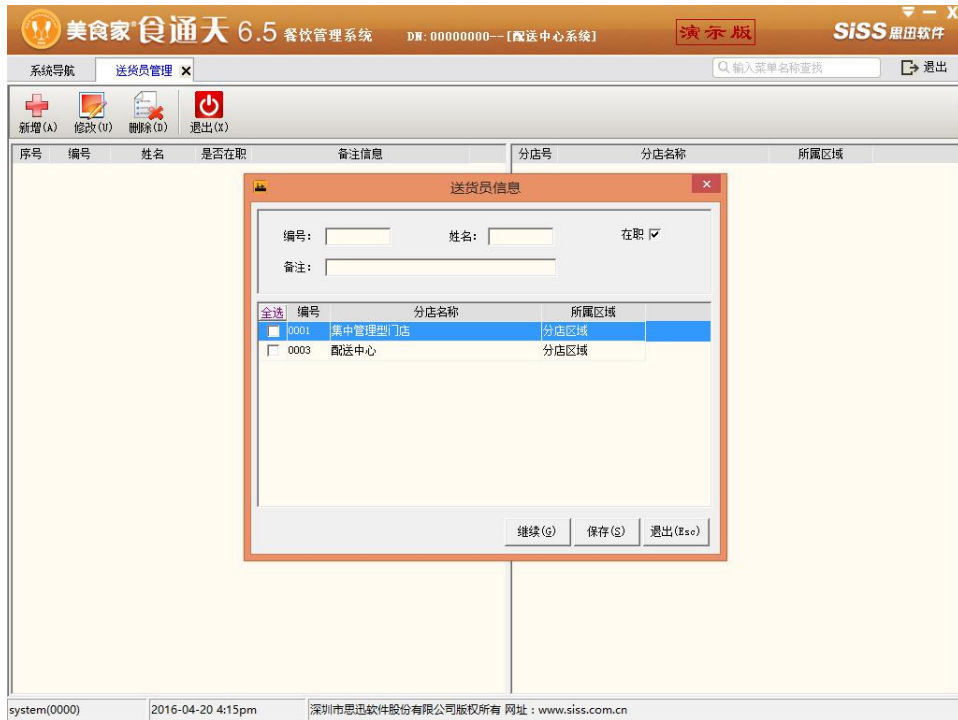 美食家®食通天 6.5 餐饮管理系统 DN:00000000--[配送中心系统] 演示版 SiSS 思迅软件
系统导航 送货员管理 输入菜单名称查找 退出
新增(A) 修改(U) 删除(D) 退出(X)
序号 编号 姓名 是否在职 备注信息 分店号 分店名称 所属区域
送货员信息
编号: 姓名: 在职
备注:
全选 编号 分店名称 所属区域
0001 集中管理型门店 分店区域
0003 配送中心 分店区域
继续(G) 保存(S) 退出(Esc)
system(0000) 2016-04-20 4:15pm 深圳市思迅软件股份有限公司版权所有 网址：www.siss.com.cn